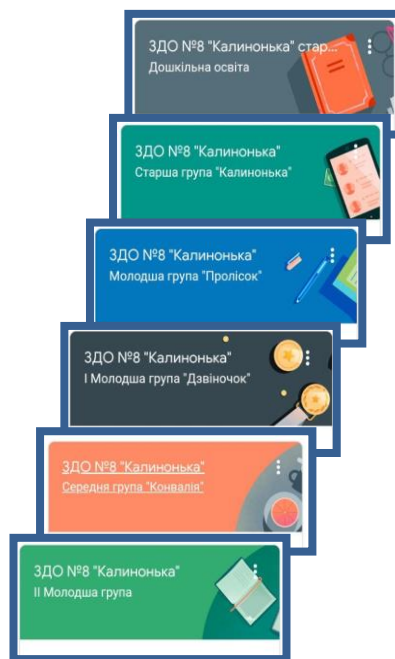 ЗДО №8 "Калинонька" стар...
Дошкільна освіта
ЗДО №8 "Калинонька"
Старша група "Калинонька"
ЗДО №8 "Калинонька"
Молодша група "Пролісок"
ЗДО №8 "Калинонька"
І Молодша група "Дзвіночок"
ЗДО №8 "Калинонька"
Середня група "Конвалія"
ЗДО №8 "Калинонька"
ІІ Молодша група